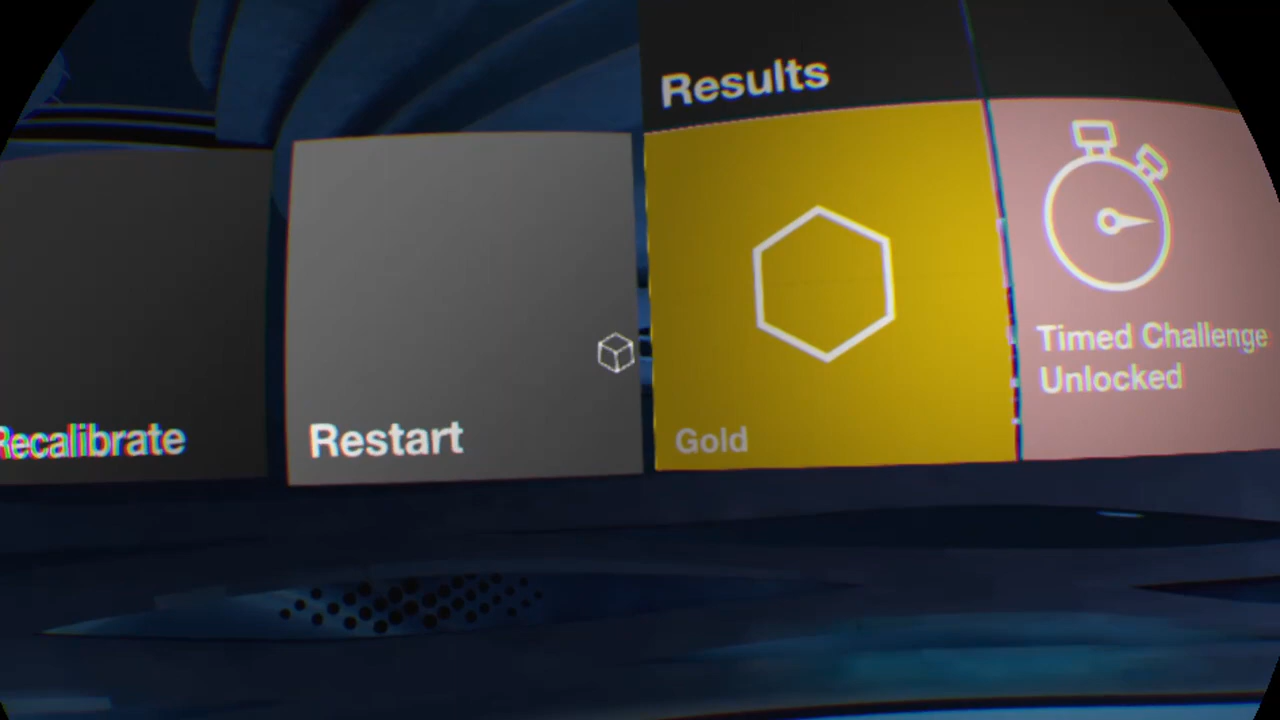 Results
Recalibrate
Restart
Gold
Timed Challenge
Unlocked